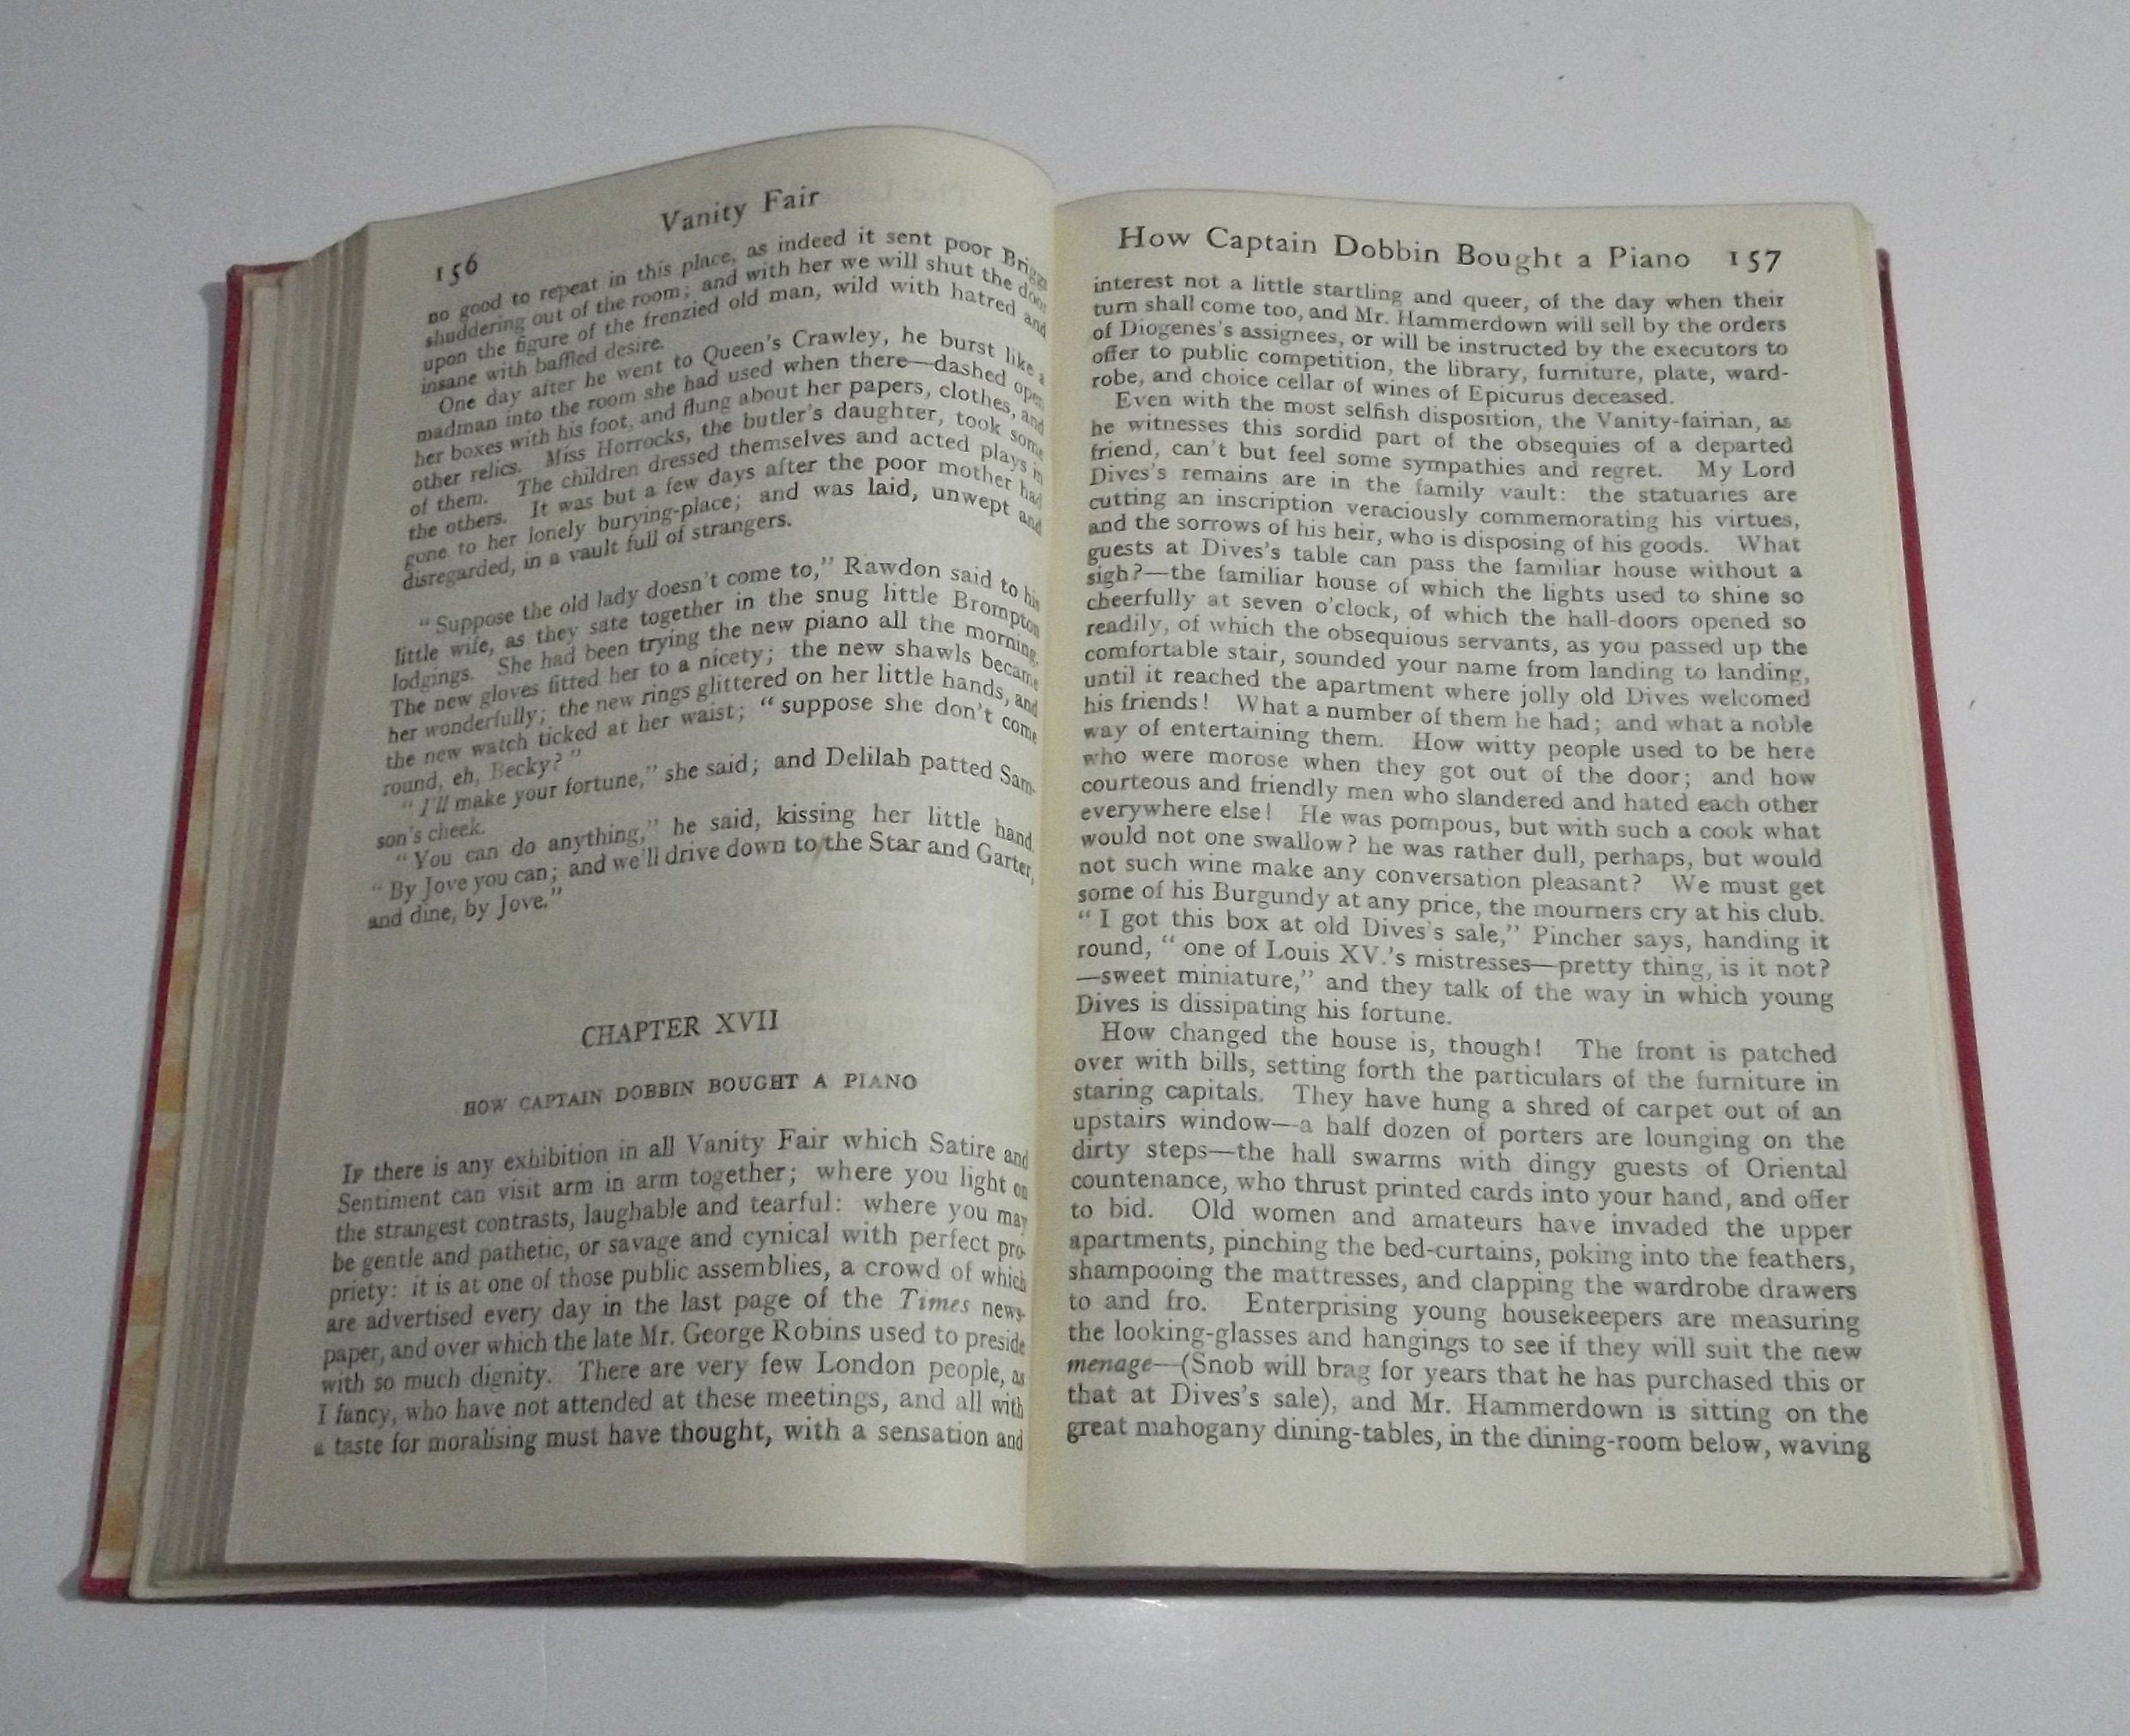 156
Vanity Fair
no good to repeat in this place, as indeed it sent poor Briggs
shuddering out of the room; and with her we will shut the door
upon the figure of the frenzied old man, wild with hatred and
insane with baffled desire.
One day after he went to Queen's Crawley, he burst like a
madman into the room she had used when there—dashed open
her boxes with his foot, and flung about her papers, clothes, and
other relics. Miss Horrocks, the butler's daughter, took some
of them. The children dressed themselves and acted plays in
the others. It was but a few days after the poor mother had
gone to her lonely burying-place; and was laid, unwept and
disregarded, in a vault full of strangers.
“Suppose the old lady doesn't come to,” Rawdon said to his
little wife, as they sate together in the snug little Brompton
lodgings. She had been trying the new piano all the morning.
The new gloves fitted her to a nicety; the new shawls became
her wonderfully; the new rings glittered on her little hands, and
the new watch ticked at her waist; “suppose she don't come
round, eh, Becky?”
“I'll make your fortune,” she said; and Delilah patted Sam-
son's cheek.
“You can do anything,” he said, kissing her little hand.
“By Jove you can; and we'll drive down to the Star and Garter,
and dine, by Jove.”
CHAPTER XVII
HOW CAPTAIN DOBBIN BOUGHT A PIANO
IF there is any exhibition in all Vanity Fair which Satire and
Sentiment can visit arm in arm together; where you light on
the strangest contrasts, laughable and tearful: where you may
be gentle and pathetic, or savage and cynical with perfect pro-
priety: it is at one of those public assemblies, a crowd of which
are advertised every day in the last page of the Times news-
paper, and over which the late Mr. George Robins used to preside
with so much dignity. There are very few London people, as
I fancy, who have not attended at these meetings, and all with
a taste for moralising must have thought, with a sensation and
How Captain Dobbin Bought a Piano 157
interest not a little startling and queer, of the day when their
turn shall come too, and Mr. Hammerdown will sell by the orders
of Diogenes's assignees, or will be instructed by the executors to
offer to public competition, the library, furniture, plate, ward-
robe, and choice cellar of wines of Epicurus deceased.
Even with the most selfish disposition, the Vanity-fairian, as
he witnesses this sordid part of the obsequies of a departed
friend, can't but feel some sympathies and regret. My Lord
Dives's remains are in the family vault: the statuaries are
cutting an inscription veraciously commemorating his virtues,
and the sorrows of his heir, who is disposing of his goods. What
guests at Dives's table can pass the familiar house without a
sigh?—the familiar house of which the lights used to shine so
cheerfully at seven o'clock, of which the hall-doors opened so
readily, of which the obsequious servants, as you passed up the
comfortable stair, sounded your name from landing to landing,
until it reached the apartment where jolly old Dives welcomed
his friends! What a number of them he had; and what a noble
way of entertaining them. How witty people used to be here
who were morose when they got out of the door; and how
courteous and friendly men who slandered and hated each other
everywhere else! He was pompous, but with such a cook what
would not one swallow? he was rather dull, perhaps, but would
not such wine make any conversation pleasant? We must get
some of his Burgundy at any price, the mourners cry at his club.
“I got this box at old Dives's sale,” Pincher says, handing it
round, “one of Louis XV.'s mistresses—pretty thing, is it not?
—sweet miniature,” and they talk of the way in which young
Dives is dissipating his fortune.
How changed the house is, though! The front is patched
over with bills, setting forth the particulars of the furniture in
staring capitals. They have hung a shred of carpet out of an
upstairs window—a half dozen of porters are lounging on the
dirty steps—the hall swarms with dingy guests of Oriental
countenance, who thrust printed cards into your hand, and offer
to bid. Old women and amateurs have invaded the upper
apartments, pinching the bed-curtains, poking into the feathers,
shampooing the mattresses, and clapping the wardrobe drawers
to and fro. Enterprising young housekeepers are measuring
the looking-glasses and hangings to see if they will suit the new
menage—(Snob will brag for years that he has purchased this or
that at Dives's sale), and Mr. Hammerdown is sitting on the
great mahogany dining-tables, in the dining-room below, waving